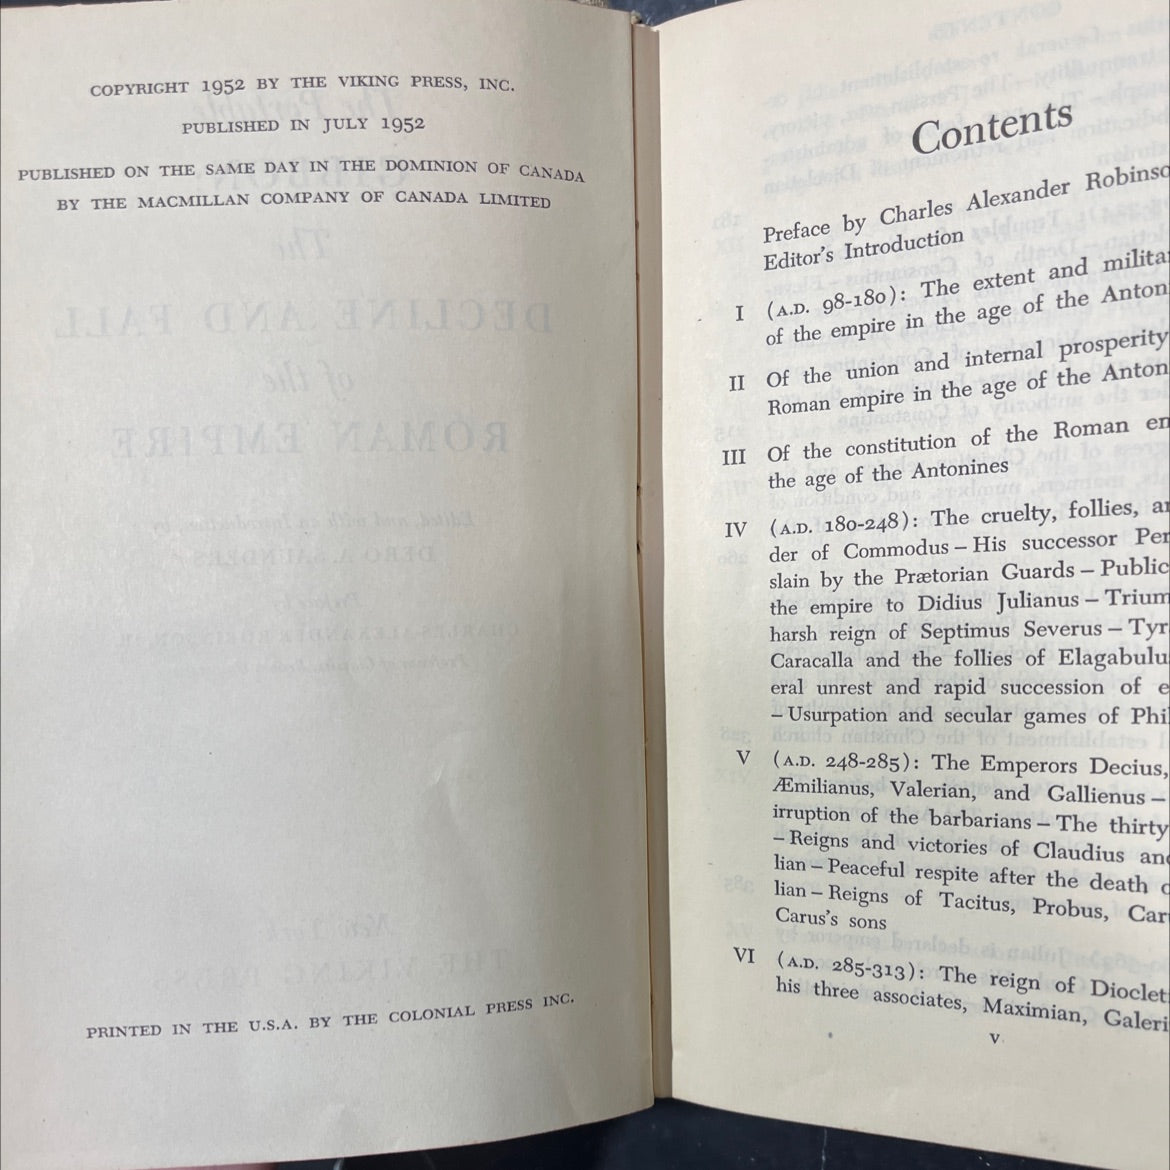 COPYRIGHT 1952 BY THE VIKING PRESS, INC.
PUBLISHED IN JULY 1952
PUBLISHED ON THE SAME DAY IN THE DOMINION OF CANADA
BY THE MACMILLAN COMPANY OF CANADA LIMITED
PRINTED IN THE U.S.A. BY THE COLONIAL PRESS INC.
Contents
Preface by Charles Alexander Robinso
Editor's Introduction
I (A.D. 98-180): The extent and milita
of the empire in the age of the Anton
II Of the union and internal prosperity
Roman empire in the age of the Anton
III Of the constitution of the Roman em
the age of the Antonines
IV (A.D. 180-248): The cruelty, follies, an
der of Commodus – His successor Per
slain by the Prætorian Guards – Public
the empire to Didius Julianus – Trium
harsh reign of Septimus Severus – Tyr
Caracalla and the follies of Elagabulu
eral unrest and rapid succession of e
– Usurpation and secular games of Phil
V (A.D. 248-285): The Emperors Decius,
Æmilianus, Valerian, and Gallienus –
irruption of the barbarians – The thirty
– Reigns and victories of Claudius and
lian – Peaceful respite after the death o
lian – Reigns of Tacitus, Probus, Car
Carus's sons
VI (A.D. 285-313): The reign of Dioclet
his three associates, Maximian, Galeri
v